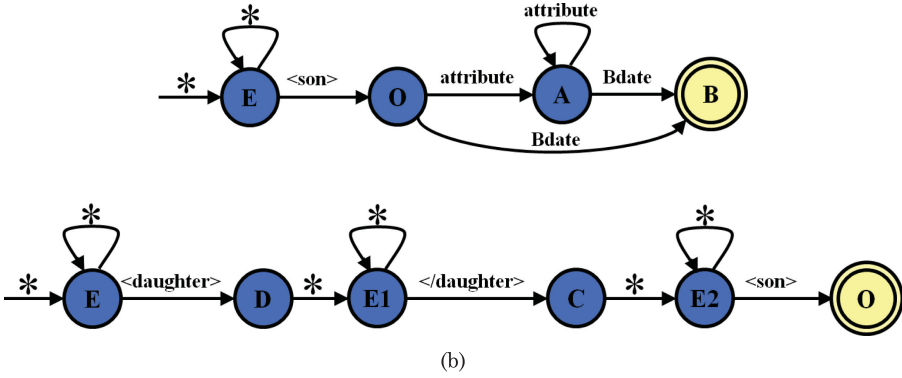 * attribute
* <son> attribute Bdate
E O A B
Bdate
* * *
* <daughter> * </daughter> * <son>
E D E1 C E2 O
(b)